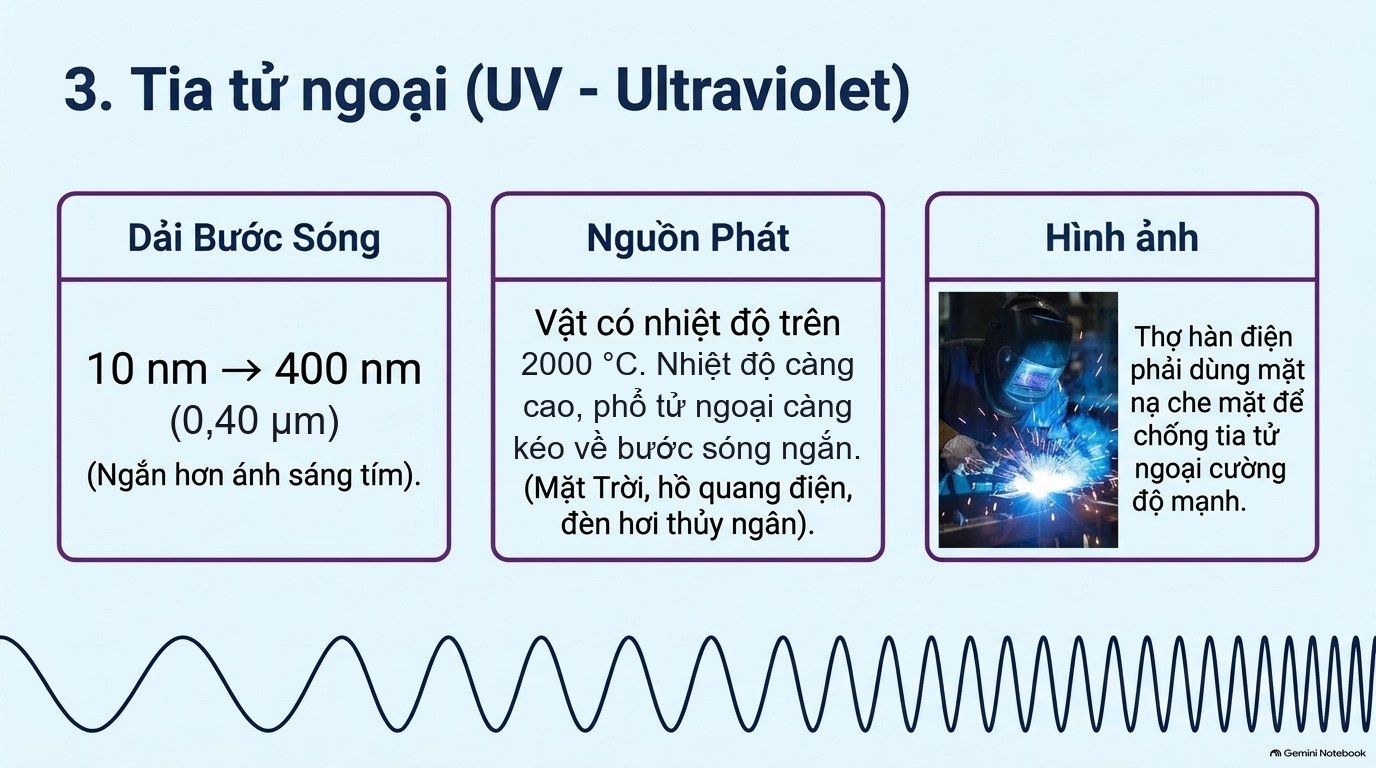 3. Tia tử ngoại (UV - Ultraviolet)
Dải Bước Sóng
10 nm → 400 nm
(0,40 µm)
(Ngắn hơn ánh sáng tím).
Nguồn Phát
Vật có nhiệt độ trên
2000 °C. Nhiệt độ càng
cao, phổ tử ngoại càng
kéo về bước sóng ngắn.
(Mặt Trời, hồ quang điện,
đèn hơi thủy ngân).
Hình ảnh
Thợ hàn điện
phải dùng mặt
nạ che mặt để
chống tia tử
ngoại cường
độ mạnh.
Gemini Notebook